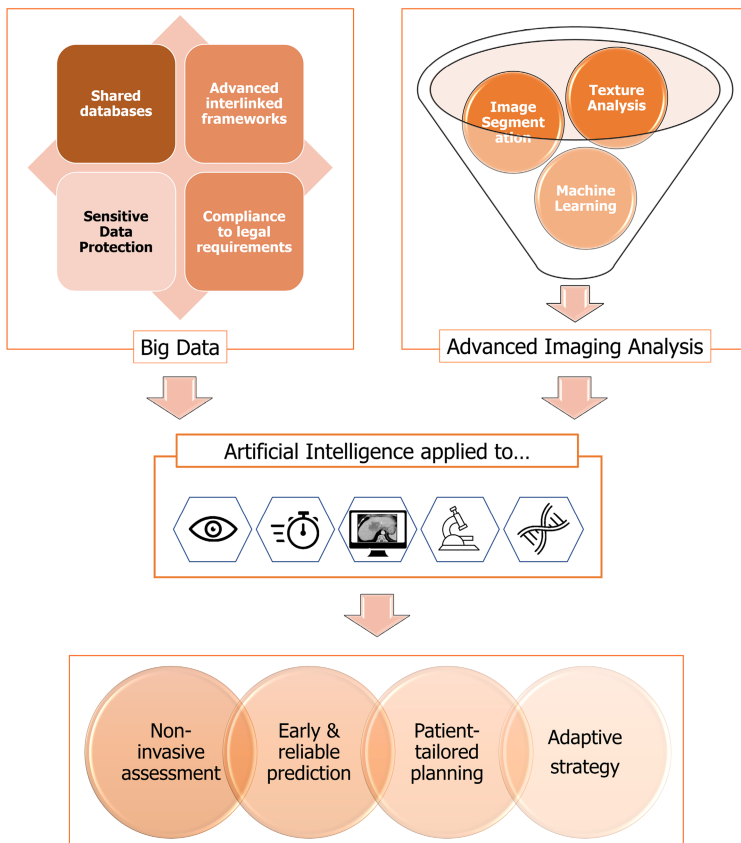 Shared
databases
Advanced
interlinked
frameworks
Sensitive
Data
Protection
Compliance
to legal
requirements
Big Data
Image
Segment
ation
Texture
Analysis
Machine
Learning
Advanced Imaging Analysis
Artificial Intelligence applied to…
Non-
invasive
assessment
Early &
reliable
prediction
Patient-
tailored
planning
Adaptive
strategy